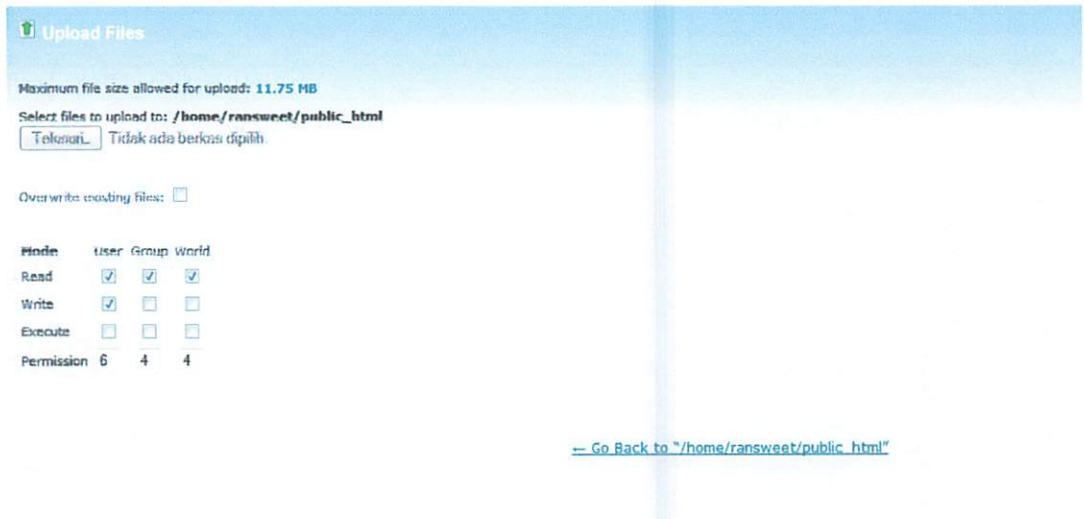 Upload Files
Maximum file size allowed for upload: 11.75 MB
Select files to upload to: /home/ransweet/public_html
Telusuri... Tidak ada berkas dipilih.
Overwrite existing files:
Mode User Group World
Read
Write
Execute
Permission 6 4 4
← Go Back to "/home/ransweet/public_html"